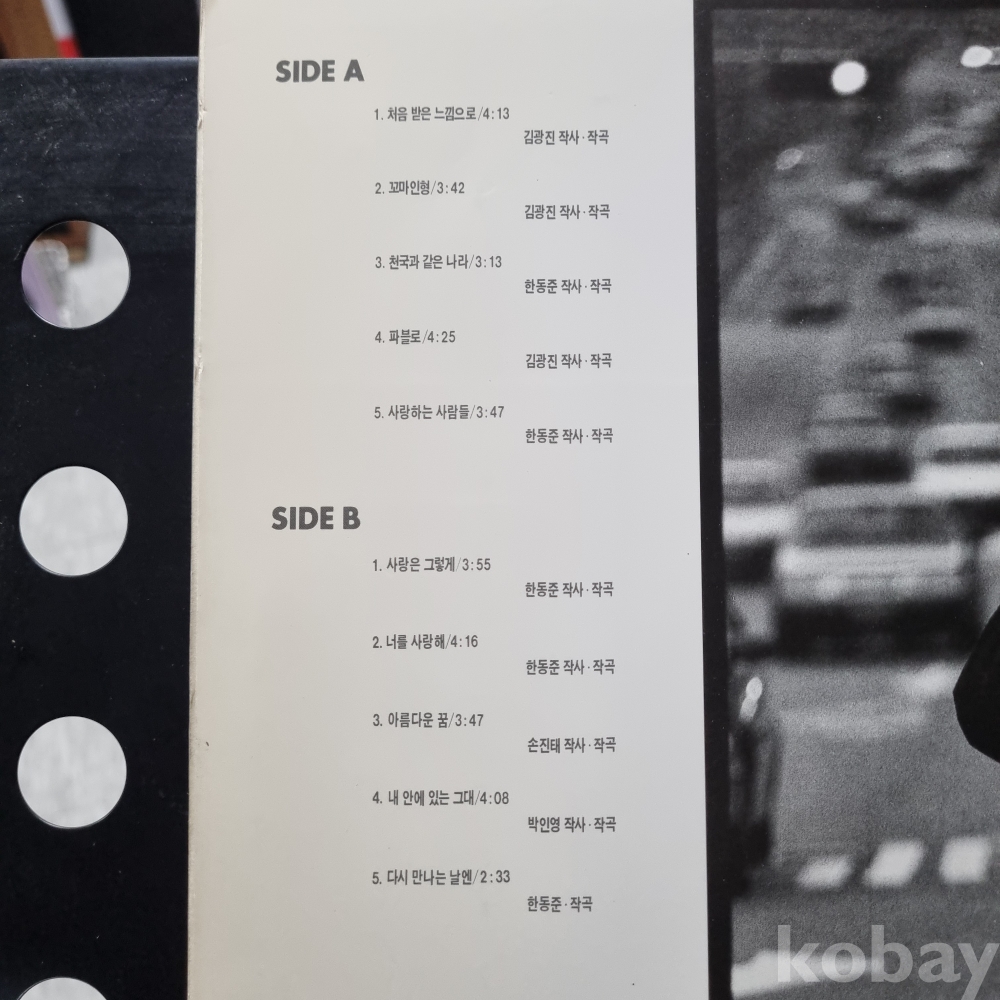 SIDE A
1. 처음 받은 느낌으로/4:13
김광진 작사·작곡
2. 꼬마인형/3:42
김광진 작사·작곡
3. 천국과 같은 나라/3:13
한동준 작사·작곡
4. 파블로/4:25
김광진 작사·작곡
5. 사랑하는 사람들/3:47
한동준 작사·작곡
SIDE B
1. 사랑은 그렇게/3:55
한동준 작사·작곡
2. 너를 사랑해/4:16
한동준 작사·작곡
3. 아름다운 꿈/3:47
손진태 작사·작곡
4. 내 안에 있는 그대/4:08
박인영 작사·작곡
5. 다시 만나는 날엔/2:33
한동준·작곡
kobay